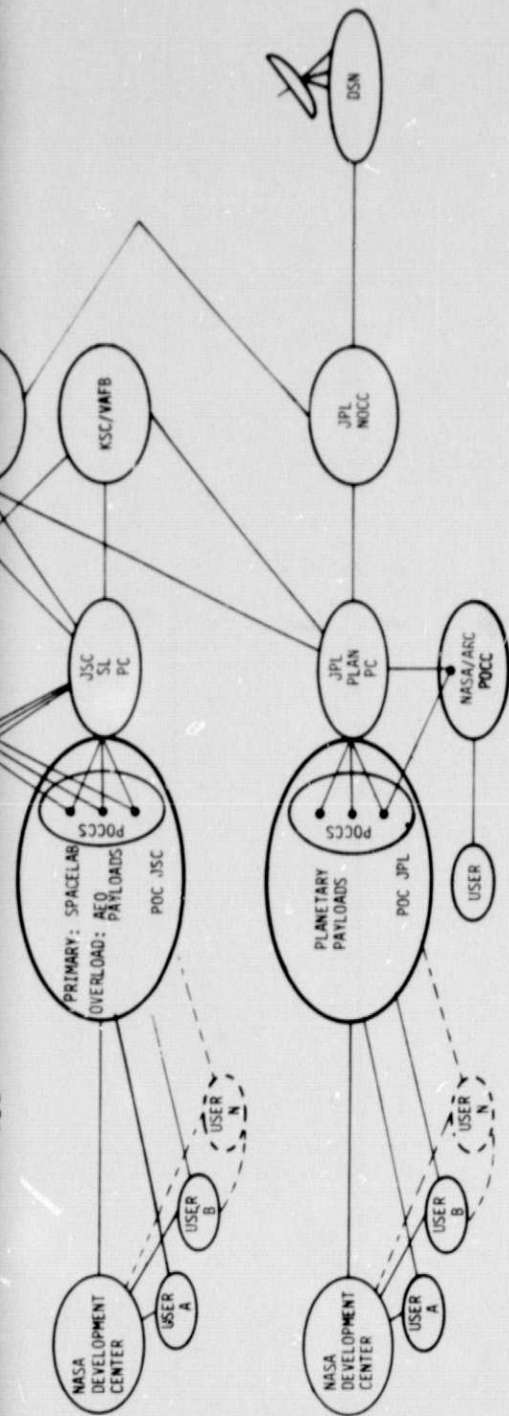 NASA
DEVELOPMENT
CENTER
USER
A
USER
B
USER
N
PRIMARY: SPACELAB
OVERLOAD: AEO
PAYLOADS
POC JSC
POCCS
JSC
SL
PC
KSC/VAFB
NASA
DEVELOPMENT
CENTER
USER
A
USER
B
USER
N
PLANETARY
PAYLOADS
POC JPL
POCCS
JPL
PLAN
PC
JPL
NOCC
DSN
USER
NASA/ARC
POCC